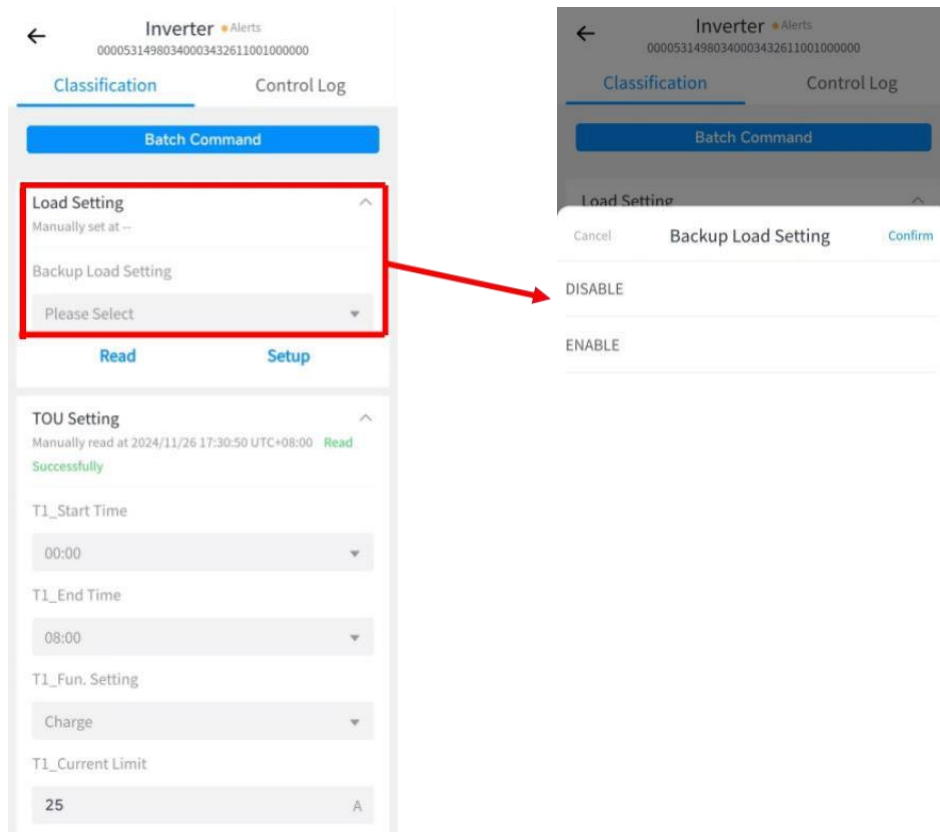 Inverter Alerts
00005314980340003432611001000000
Classification Control Log
Batch Command
Load Setting
Manually set at --
Backup Load Setting
Please Select
Read Setup
TOU Setting
Manually read at 2024/11/26 17:30:50 UTC+08:00 Read
Successfully
T1_Start Time
00:00
T1_End Time
08:00
T1_Fun. Setting
Charge
T1_Current Limit
25 A
Inverter Alerts
00005314980340003432611001000000
Classification Control Log
Batch Command
Load Setting
Cancel Backup Load Setting Confirm
DISABLE
ENABLE